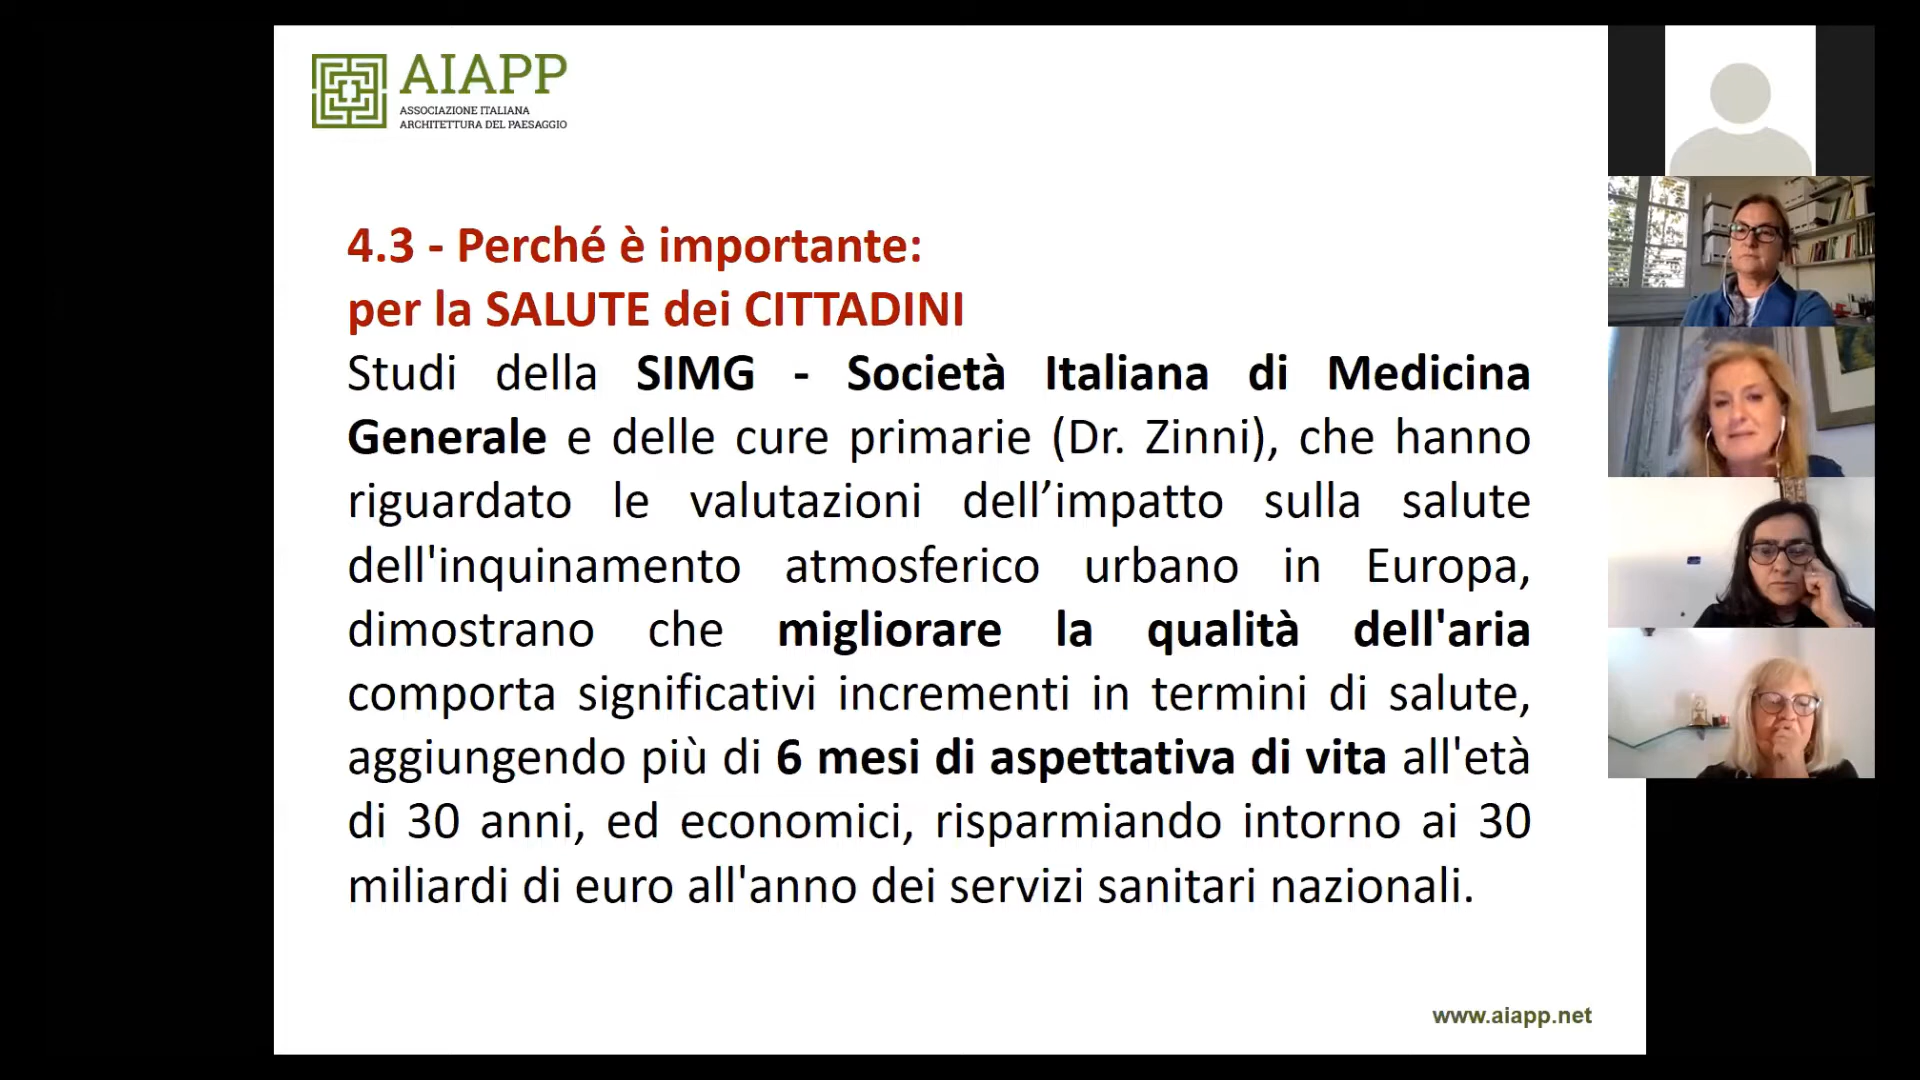 AIAPP
ASSOCIAZIONE ITALIANA
ARCHITETTURA DEL PAESAGGIO
4.3 - Perché è importante:
per la SALUTE dei CITTADINI
Studi della SIMG - Società Italiana di Medicina
Generale e delle cure primarie (Dr. Zinni), che hanno
riguardato le valutazioni dell’impatto sulla salute
dell'inquinamento atmosferico urbano in Europa,
dimostrano che migliorare la qualità dell'aria
comporta significativi incrementi in termini di salute,
aggiungendo più di 6 mesi di aspettativa di vita all'età
di 30 anni, ed economici, risparmiando intorno ai 30
miliardi di euro all'anno dei servizi sanitari nazionali.
www.aiapp.net